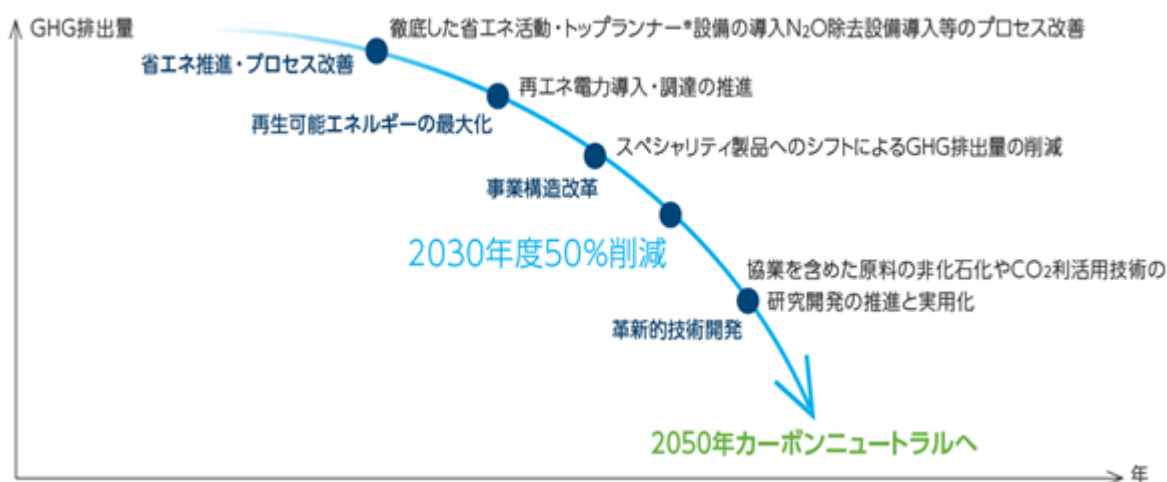 GHG排出量
徹底した省エネ活動・トップランナー*設備の導入N₂O除去設備導入等のプロセス改善
省エネ推進・プロセス改善
再エネ電力導入・調達の推進
再生可能エネルギーの最大化
スペシャリティ製品へのシフトによるGHG排出量の削減
事業構造改革
2030年度50%削減
協業を含めた原料の非化石化やCO₂利活用技術の
研究開発の推進と実用化
革新的技術開発
2050年カーボンニュートラルへ
年